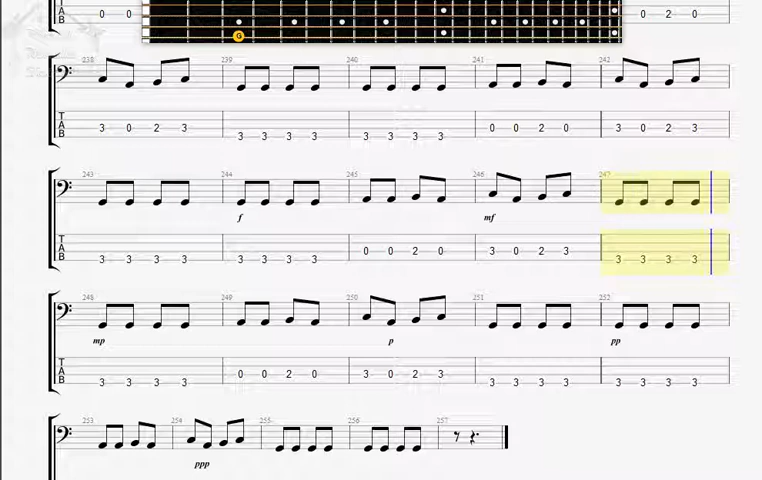 A 0 0 0 2 0
B
G
238 239 240 241 242
T
A 3 0 2 3 0 0 2 0 3 0 2 3
B 3 3 3 3 3 3 3 3
243 244 245 246 247
f mf
T
A 0 0 2 0 3 0 2 3
B 3 3 3 3 3 3 3 3 3 3 3 3
248 249 250 251 252
mp p pp
T
A 0 0 2 0 3 0 2 3
B 3 3 3 3 3 3 3 3 3 3 3 3
253 254 255 256 257
ppp